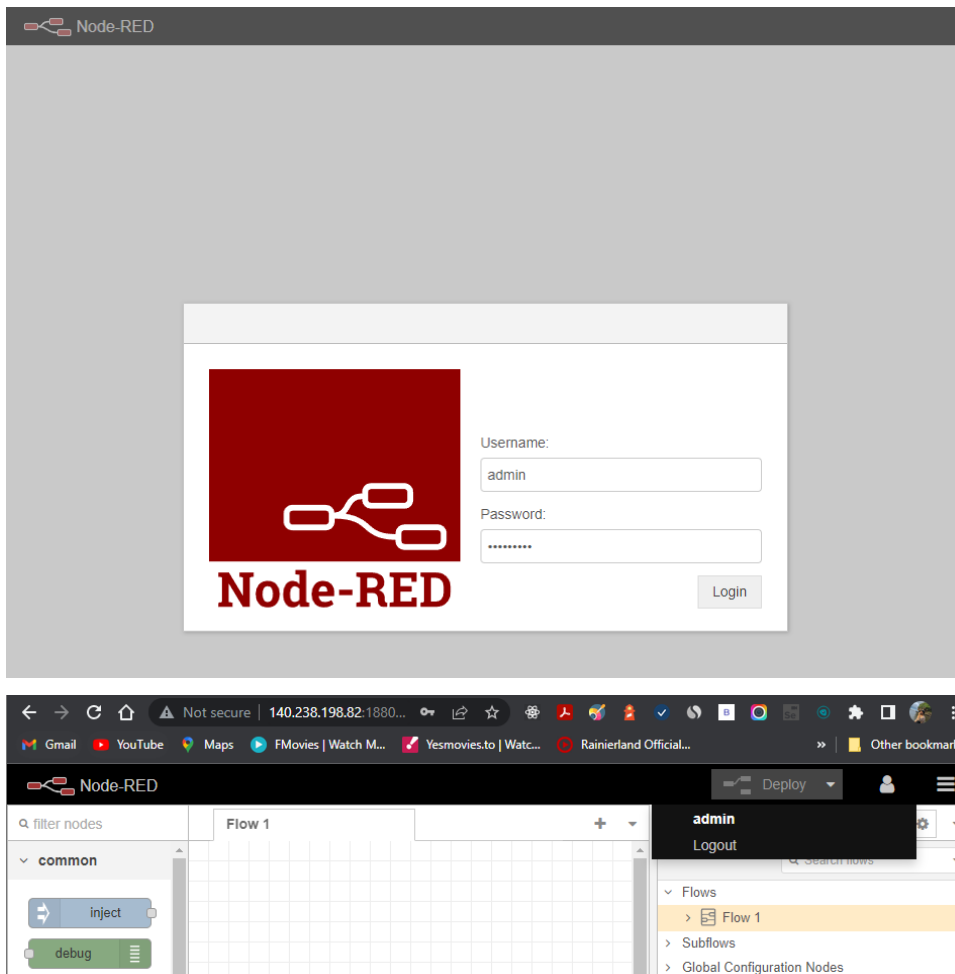 Node-RED
Username:
admin
Password:
•••••••••
Node-RED
Login
Not secure | 140.238.198.82:1880...
Gmail YouTube Maps FMovies | Watch M... Yesmovies.to | Watc... Rainierland Official... » Other bookmar
Node-RED Deploy
filter nodes Flow 1 admin
Logout
common Search flows
Flows
inject Flow 1
debug Subflows
Global Configuration Nodes